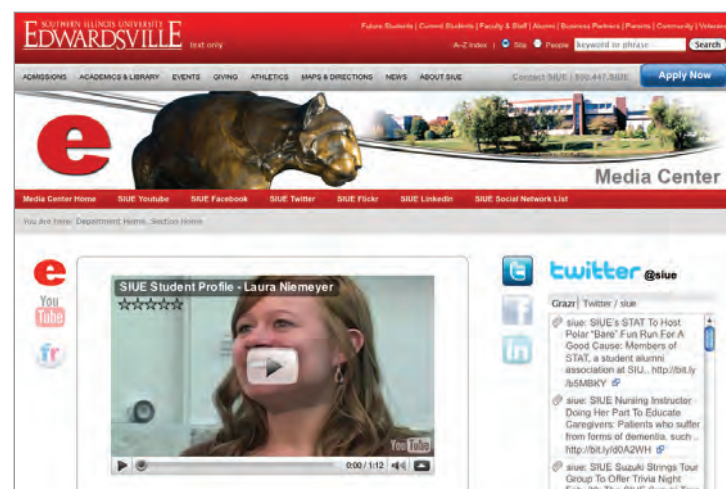 SOUTHERN ILLINOIS UNIVERSITY
EDWARDSVILLE
text only
Future Students | Current Students | Faculty & Staff | Alumni | Business Partners | Parents | Community | Veterans
A-Z Index | Site People keyword or phrase Search
ADMISSIONS ACADEMICS & LIBRARY EVENTS GIVING ATHLETICS MAPS & DIRECTIONS NEWS ABOUT SIUE Contact SIUE | 800.447.SIUE Apply Now
e
Media Center
Media Center Home SIUE Youtube SIUE Facebook SIUE Twitter SIUE Flickr SIUE LinkedIn SIUE Social Network List
You are here: Department Home Section Home
e
You
Tube
fr
SIUE Student Profile - Laura Niemeyer
You Tube
0:00 / 1:12
t
f
in
twitter @siue
Grazr Twitter / siue
siue: SIUE's STAT To Host
Polar "Bare" Fun Run For A
Good Cause: Members of
STAT, a student alumni
association at SIU... http://bit.ly
/b5MBKY
siue: SIUE Nursing Instructor
Doing Her Part To Educate
Caregivers: Patients who suffer
from forms of dementia, such ..
http://bit.ly/d0A2WH
siue: SIUE Suzuki Strings Tour
Group To Offer Trivia Night